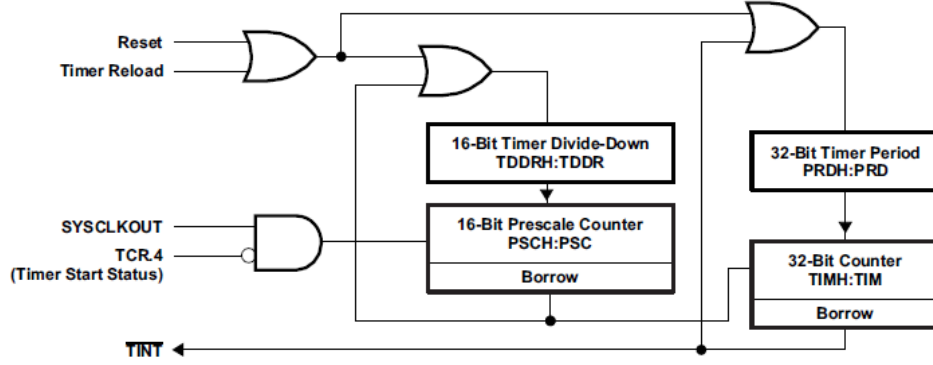 Reset
Timer Reload
16-Bit Timer Divide-Down
TDDRH:TDDR
32-Bit Timer Period
PRDH:PRD
SYSCLKOUT
TCR.4
(Timer Start Status)
16-Bit Prescale Counter
PSCH:PSC
Borrow
32-Bit Counter
TIMH:TIM
Borrow
TINT